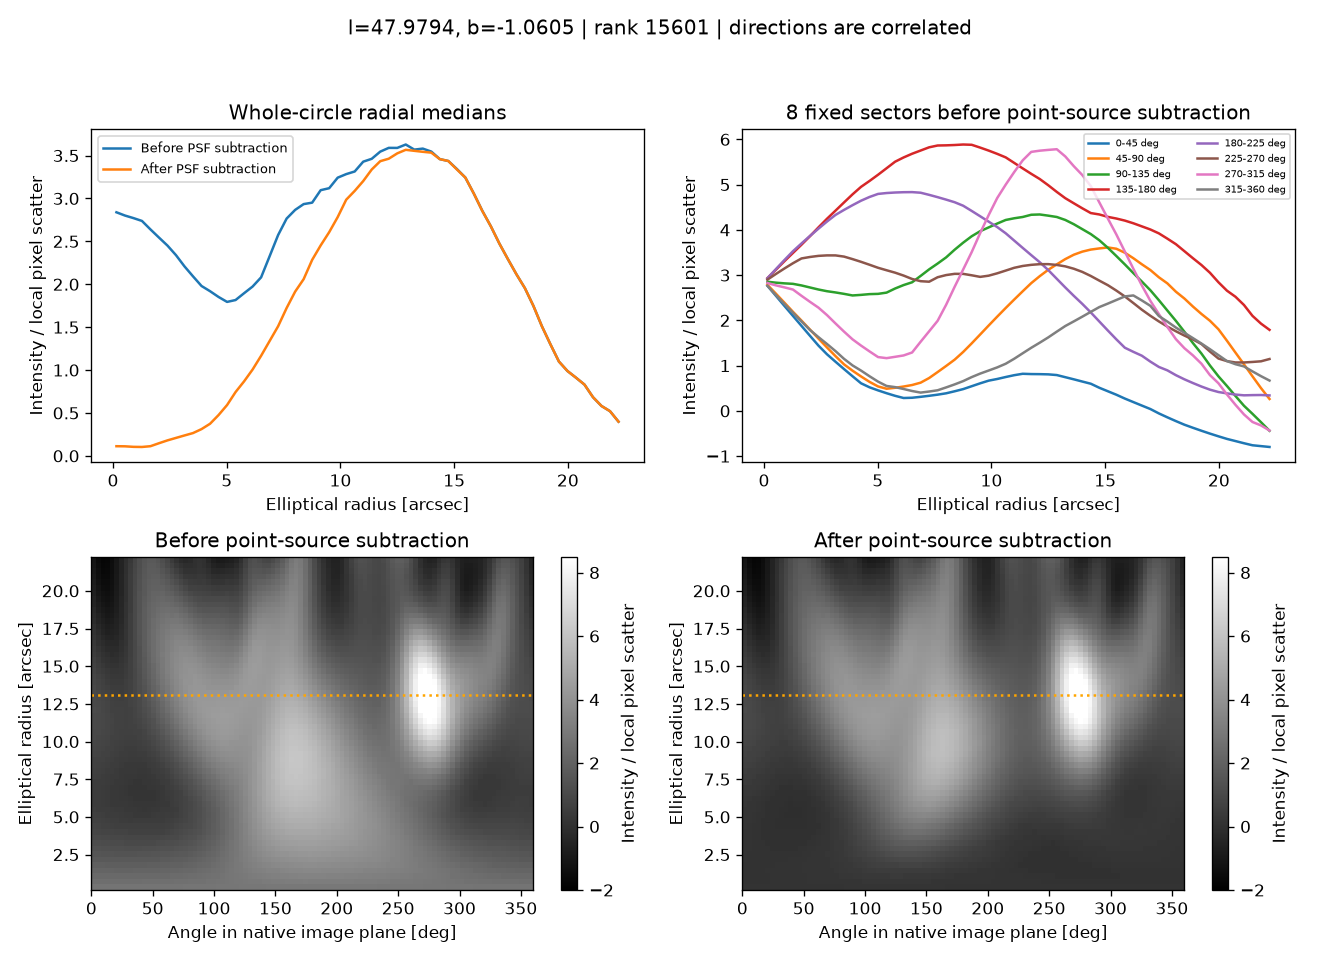 l=47.9794, b=-1.0605 | rank 15601 | directions are correlated
Whole-circle radial medians
Before PSF subtraction
After PSF subtraction
Intensity / local pixel scatter
3.5
3.0
2.5
2.0
1.5
1.0
0.5
0.0
0 5 10 15 20
Elliptical radius [arcsec]
8 fixed sectors before point-source subtraction
0-45 deg
45-90 deg
90-135 deg
135-180 deg
180-225 deg
225-270 deg
270-315 deg
315-360 deg
Intensity / local pixel scatter
6
5
4
3
2
1
0
−1
0 5 10 15 20
Elliptical radius [arcsec]
Before point-source subtraction
Elliptical radius [arcsec]
20.0
17.5
15.0
12.5
10.0
7.5
5.0
2.5
0 50 100 150 200 250 300 350
Angle in native image plane [deg]
8
6
4
2
0
−2
Intensity / local pixel scatter
After point-source subtraction
Elliptical radius [arcsec]
20.0
17.5
15.0
12.5
10.0
7.5
5.0
2.5
0 50 100 150 200 250 300 350
Angle in native image plane [deg]
8
6
4
2
0
−2
Intensity / local pixel scatter